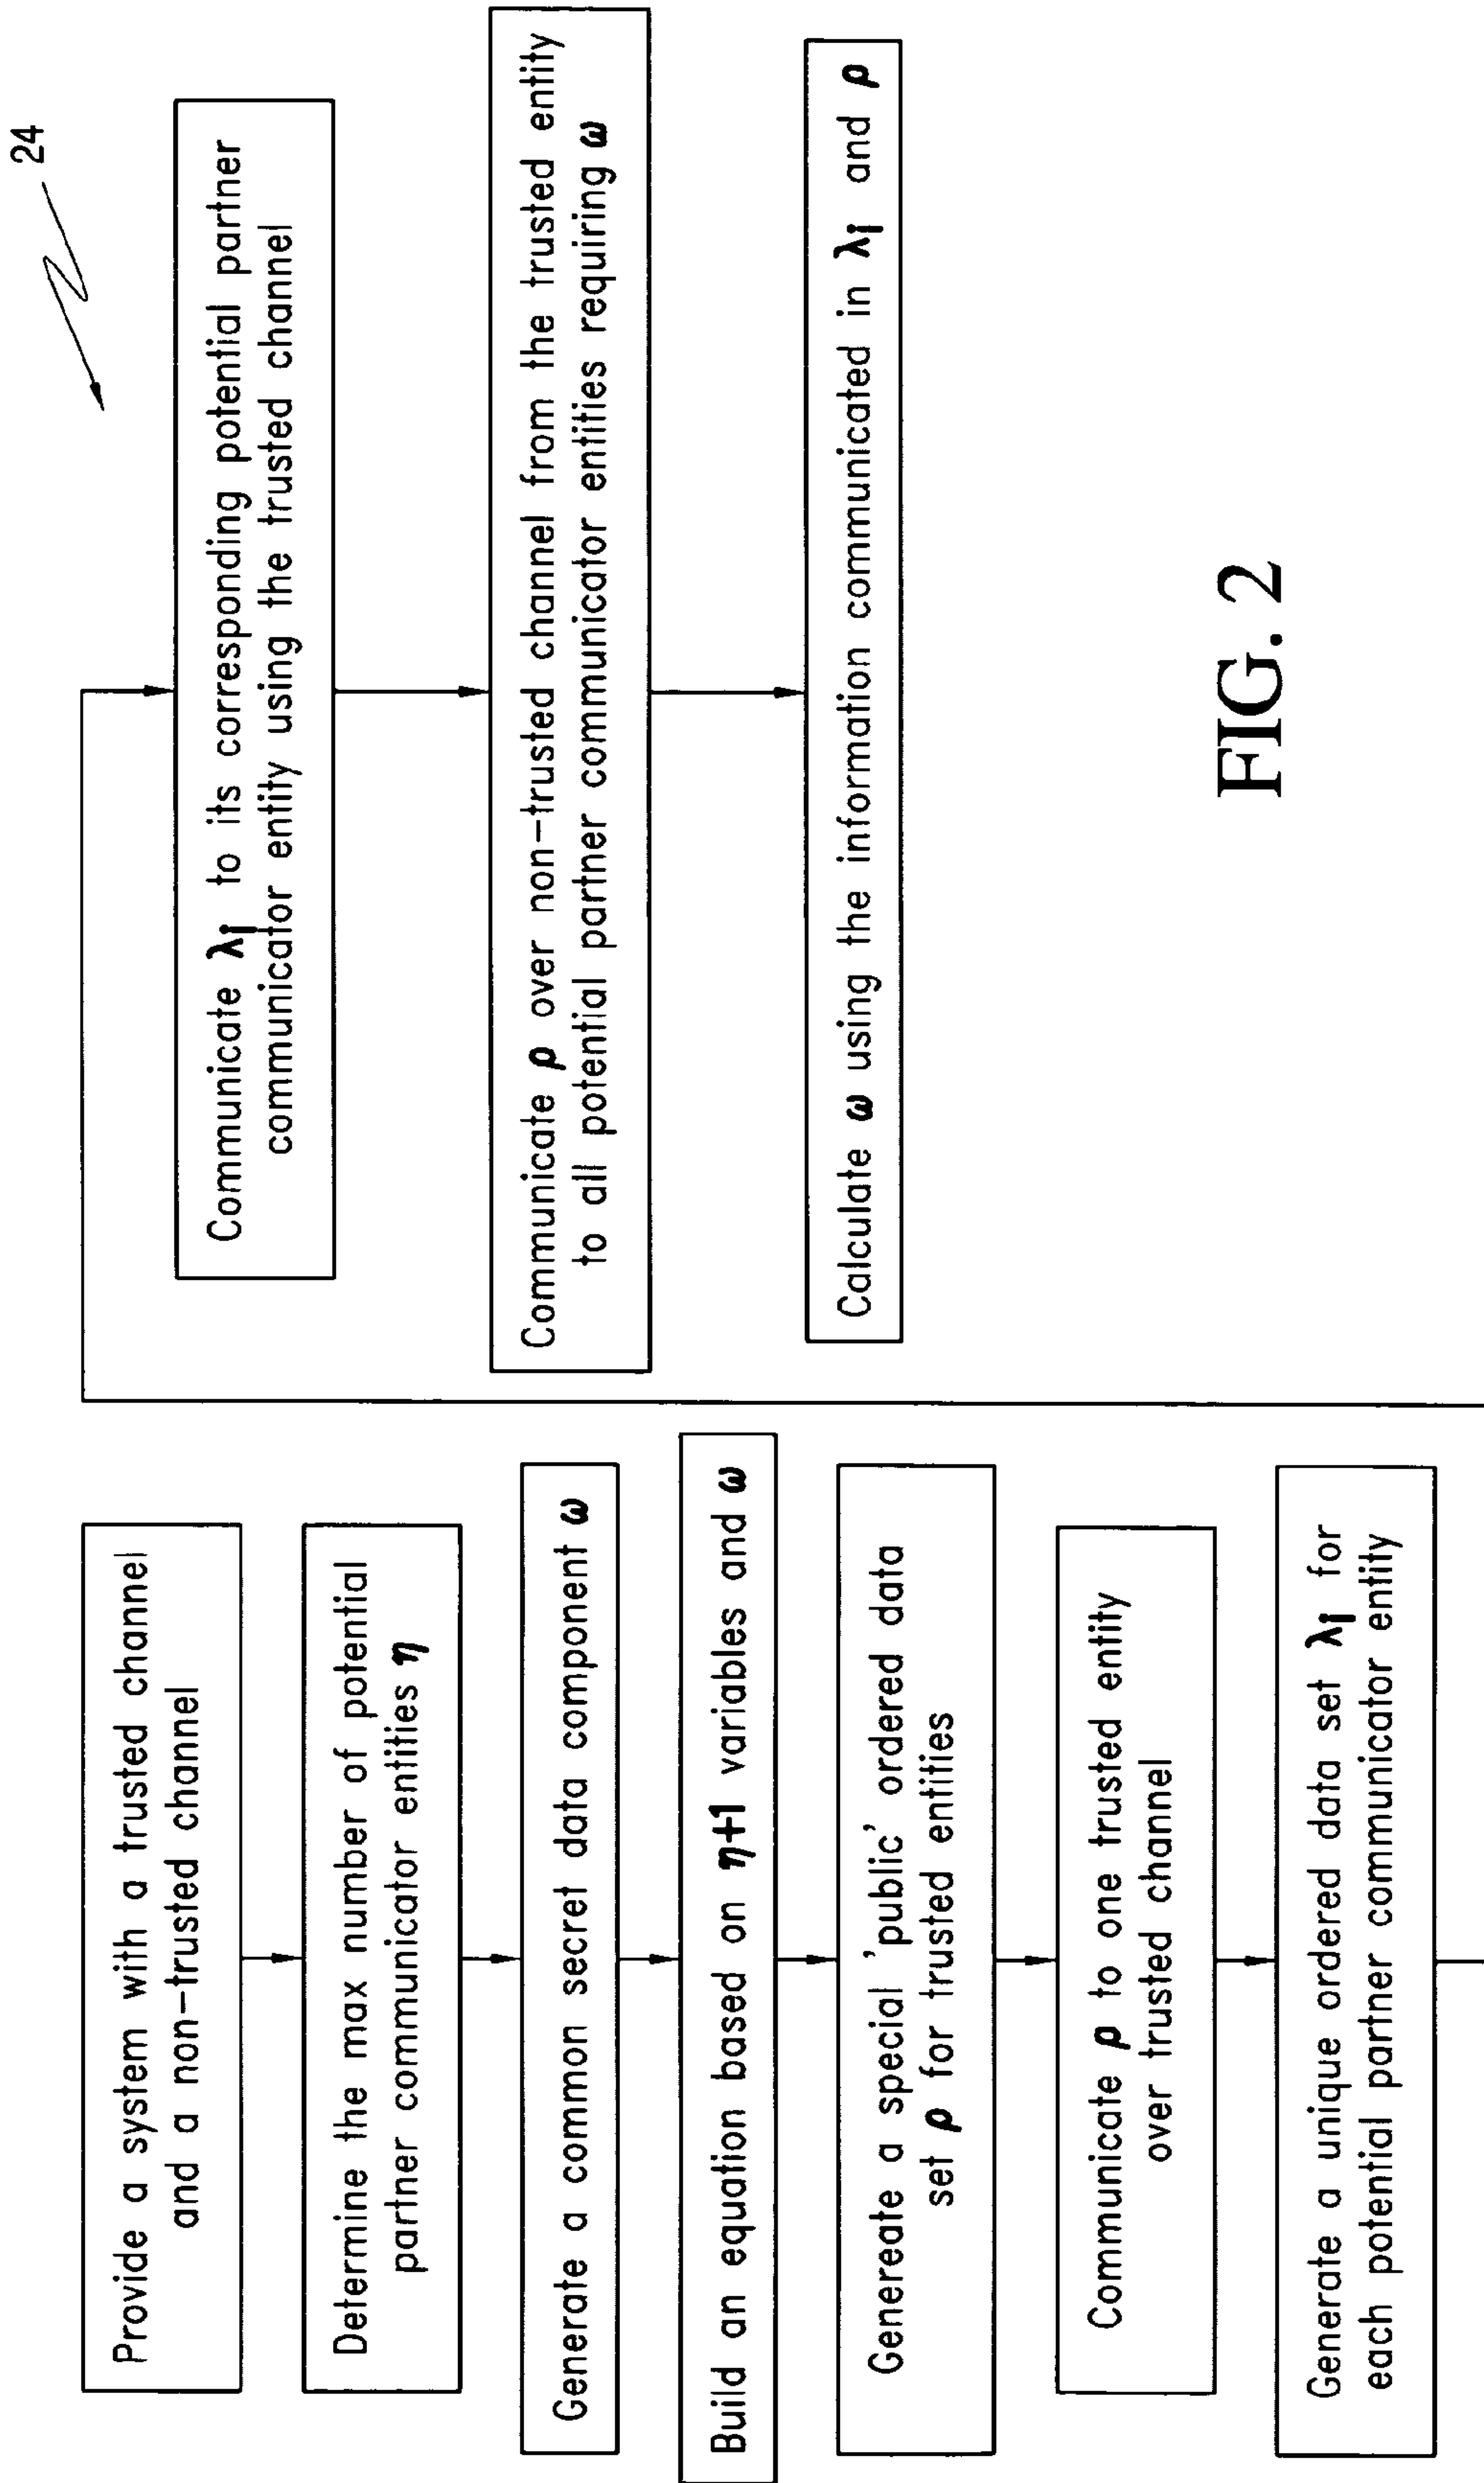 Provide a system with a trusted channel
and a non-trusted channel
Determine the max number of potential
partner communicator entities η
Generate a common secret data component ω
Build an equation based on η+1 variables and ω
Genereate a special 'public' ordered data
set ρ for trusted entities
Communicate ρ to one trusted entity
over trusted channel
Generate a unique ordered data set λi for
each potential partner communicator entity
24
Communicate λi to its corresponding potential partner
communicator entity using the trusted channel
Communicate ρ over non-trusted channel from the trusted entity
to all potential partner communicator entities requiring ω
Calculate ω using the information communicated in λi and ρ
FIG. 2